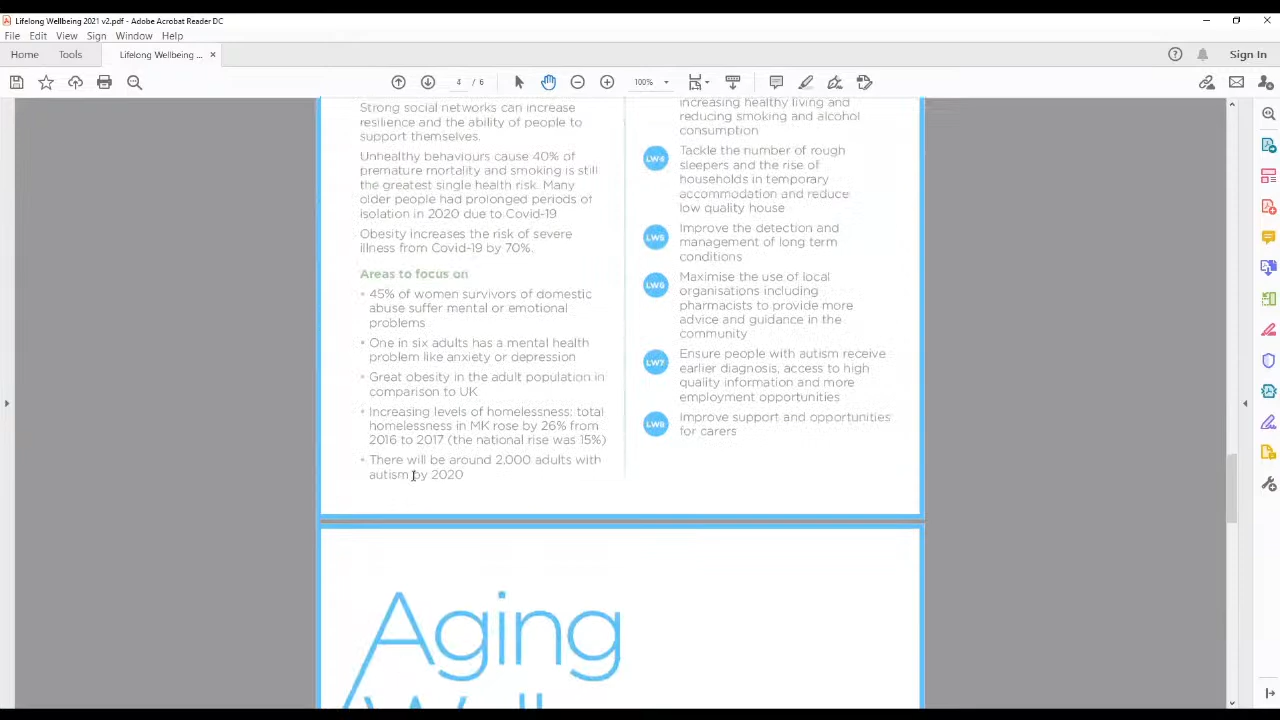 Lifelong Wellbeing 2021 v2.pdf - Adobe Acrobat Reader DC
File Edit View Sign Window Help
Home Tools Lifelong Wellbeing ... × Sign In
4 / 6 100%
Strong social networks can increase
resilience and the ability of people to
support themselves.
Unhealthy behaviours cause 40% of
premature mortality and smoking is still
the greatest single health risk. Many
older people had prolonged periods of
isolation in 2020 due to Covid-19
Obesity increases the risk of severe
illness from Covid-19 by 70%.
Areas to focus on
• 45% of women survivors of domestic
abuse suffer mental or emotional
problems
• One in six adults has a mental health
problem like anxiety or depression
• Great obesity in the adult population in
comparison to UK
• Increasing levels of homelessness: total
homelessness in MK rose by 26% from
2016 to 2017 (the national rise was 15%)
• There will be around 2,000 adults with
autism by 2020
increasing healthy living and
reducing smoking and alcohol
consumption
LW4
Tackle the number of rough
sleepers and the rise of
households in temporary
accommodation and reduce
low quality house
LW5
Improve the detection and
management of long term
conditions
LW6
Maximise the use of local
organisations including
pharmacists to provide more
advice and guidance in the
community
LW7
Ensure people with autism receive
earlier diagnosis, access to high
quality information and more
employment opportunities
LW8
Improve support and opportunities
for carers
Aging